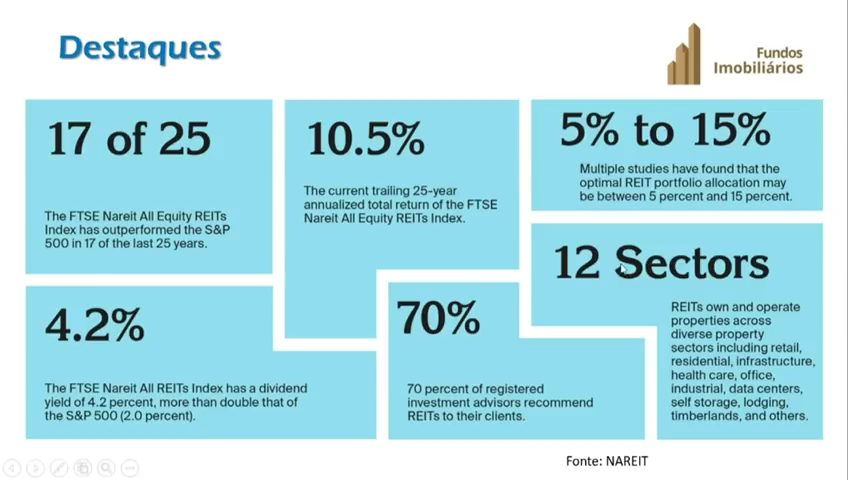 Destaques
Fundos
Imobiliários
17 of 25
The FTSE Nareit All Equity REITs
Index has outperformed the S&P
500 in 17 of the last 25 years.
10.5%
The current trailing 25-year
annualized total return of the FTSE
Nareit All Equity REITs Index.
5% to 15%
Multiple studies have found that the
optimal REIT portfolio allocation may
be between 5 percent and 15 percent.
4.2%
The FTSE Nareit All REITs Index has a dividend
yield of 4.2 percent, more than double that of
the S&P 500 (2.0 percent).
70%
70 percent of registered
investment advisors recommend
REITs to their clients.
12 Sectors
REITs own and operate
properties across
diverse property
sectors including retail,
residential, infrastructure,
health care, office,
industrial, data centers,
self storage, lodging,
timberlands, and others.
Fonte: NAREIT